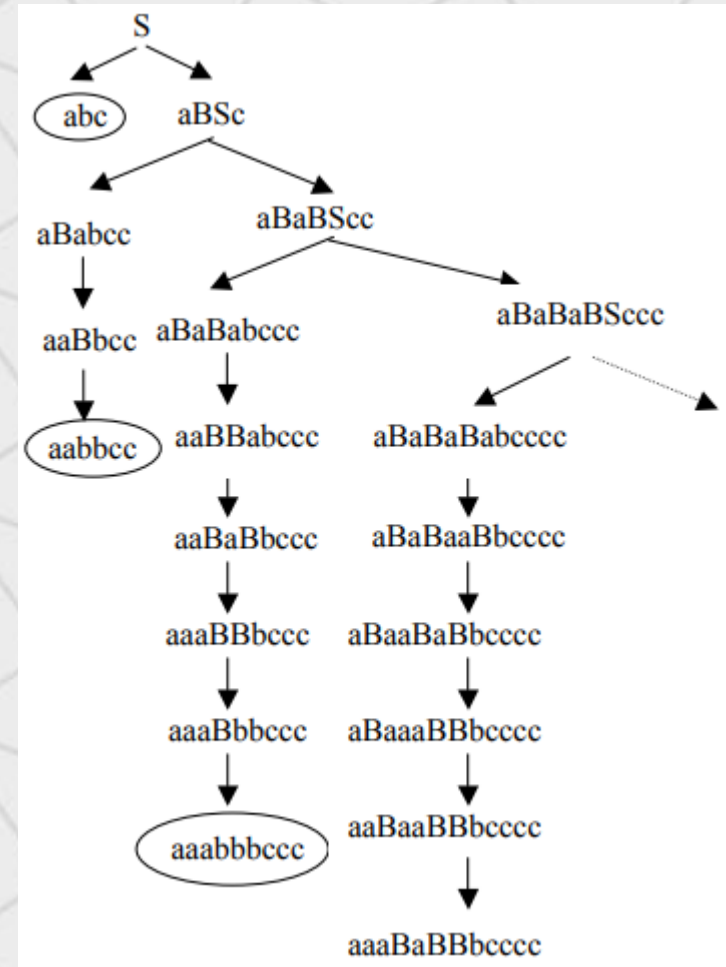 S
abc aBSc
aBabcc aBaBScc
aBaBaBSccc
aaBbcc aBaBabccc
aabbcc aaBBabccc aBaBaBabcccc
aaBaBbccc aBaBaaBbcccc
aaaBBbccc aBaaBaBbcccc
aaaBbbccc aBaaaBBbcccc
aaabbbccc aaBaaBBbcccc
aaaBaBBbcccc